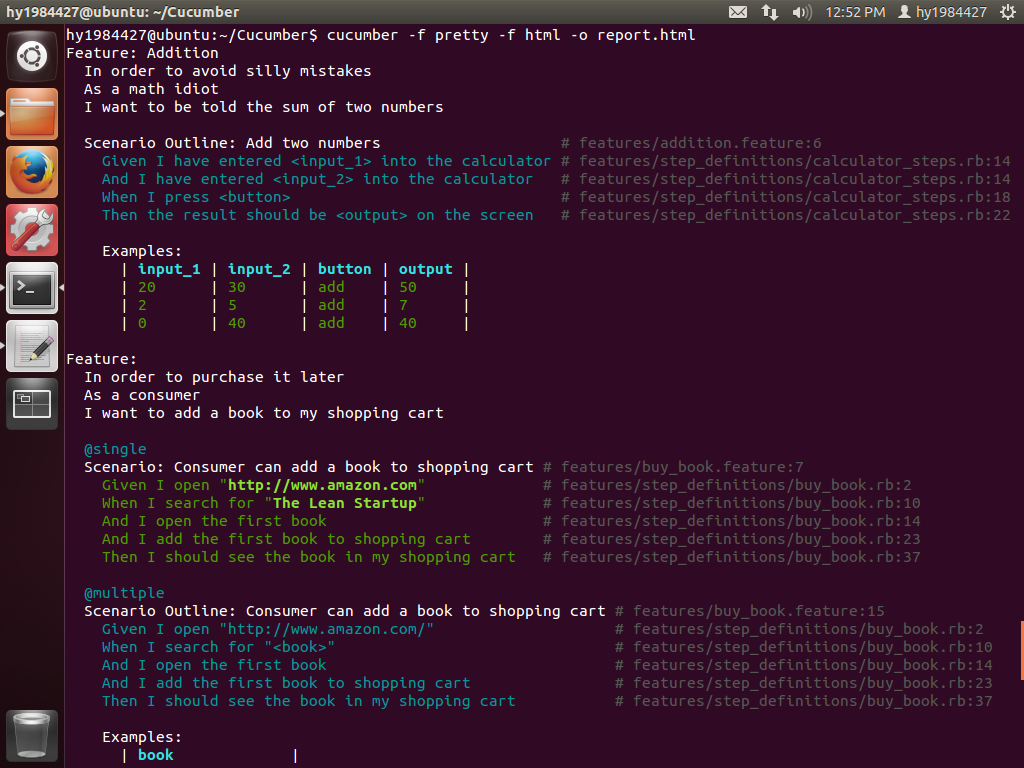 hy1984427@ubuntu: ~/Cucumber 12:52 PM hy1984427
hy1984427@ubuntu:~/Cucumber$ cucumber -f pretty -f html -o report.html
Feature: Addition
  In order to avoid silly mistakes
  As a math idiot
  I want to be told the sum of two numbers

  Scenario Outline: Add two numbers                    # features/addition.feature:6
    Given I have entered <input_1> into the calculator # features/step_definitions/calculator_steps.rb:14
    And I have entered <input_2> into the calculator   # features/step_definitions/calculator_steps.rb:14
    When I press <button>                              # features/step_definitions/calculator_steps.rb:18
    Then the result should be <output> on the screen   # features/step_definitions/calculator_steps.rb:22

    Examples:
      | input_1 | input_2 | button | output |
      | 20      | 30      | add    | 50     |
      | 2       | 5       | add    | 7      |
      | 0       | 40      | add    | 40     |

Feature:
  In order to purchase it later
  As a consumer
  I want to add a book to my shopping cart

  @single
  Scenario: Consumer can add a book to shopping cart # features/buy_book.feature:7
    Given I open "http://www.amazon.com"             # features/step_definitions/buy_book.rb:2
    When I search for "The Lean Startup"             # features/step_definitions/buy_book.rb:10
    And I open the first book                        # features/step_definitions/buy_book.rb:14
    And I add the first book to shopping cart        # features/step_definitions/buy_book.rb:23
    Then I should see the book in my shopping cart   # features/step_definitions/buy_book.rb:37

  @multiple
  Scenario Outline: Consumer can add a book to shopping cart # features/buy_book.feature:15
    Given I open "http://www.amazon.com/"                    # features/step_definitions/buy_book.rb:2
    When I search for "<book>"                               # features/step_definitions/buy_book.rb:10
    And I open the first book                                # features/step_definitions/buy_book.rb:14
    And I add the first book to shopping cart                # features/step_definitions/buy_book.rb:23
    Then I should see the book in my shopping cart           # features/step_definitions/buy_book.rb:37

    Examples:
      | book             |